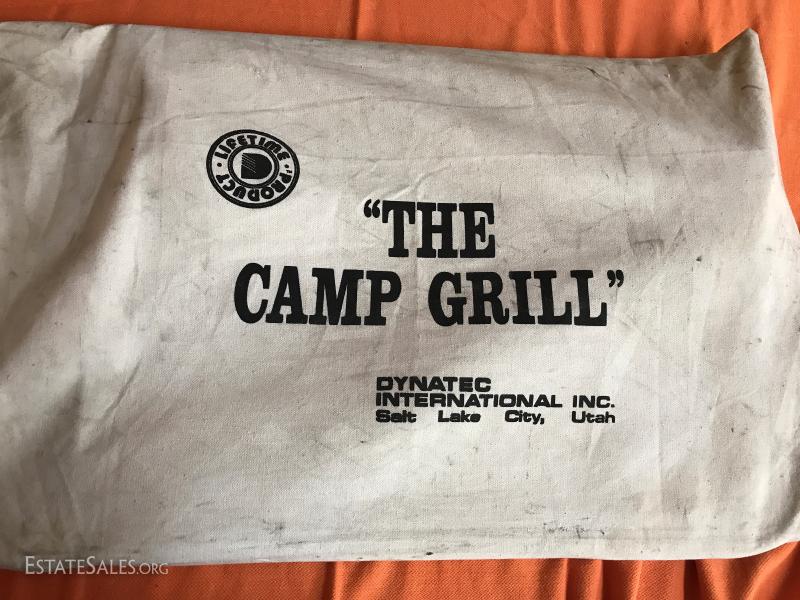 LIFETIME
D
PRODUCT
"THE
CAMP GRILL"
DYNATEC
INTERNATIONAL INC.
Salt Lake City, Utah
ESTATESALES.ORG